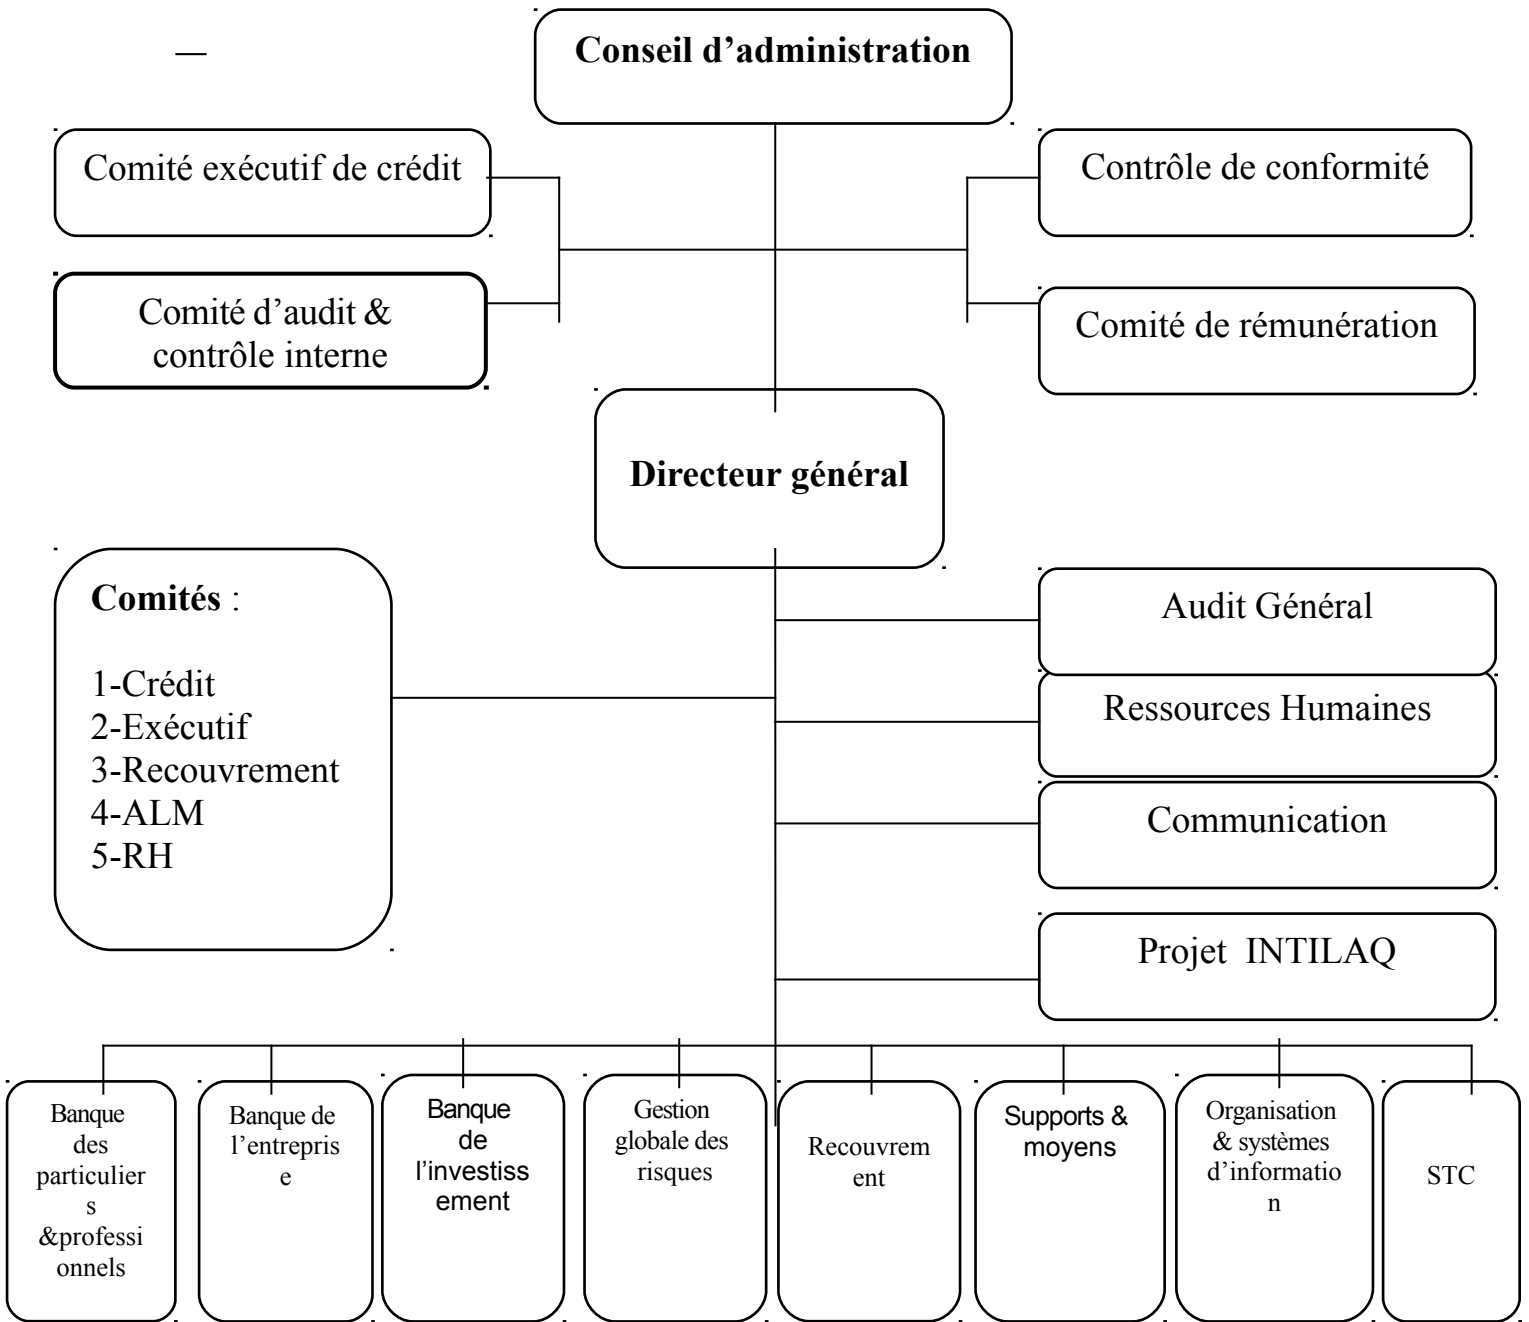 —
Conseil d’administration
Comité exécutif de crédit
Contrôle de conformité
Comité d’audit &
contrôle interne
Comité de rémunération
Directeur général
Comités :
1-Crédit
2-Exécutif
3-Recouvrement
4-ALM
5-RH
Audit Général
Ressources Humaines
Communication
Projet  INTILAQ
Banque
des
particulier
s
&professi
onnels
Banque de
l’entrepris
e
Banque
de
l’investiss
ement
Gestion
globale des
risques
Recouvrem
ent
Supports &
moyens
Organisation
& systèmes
d’informatio
n
STC